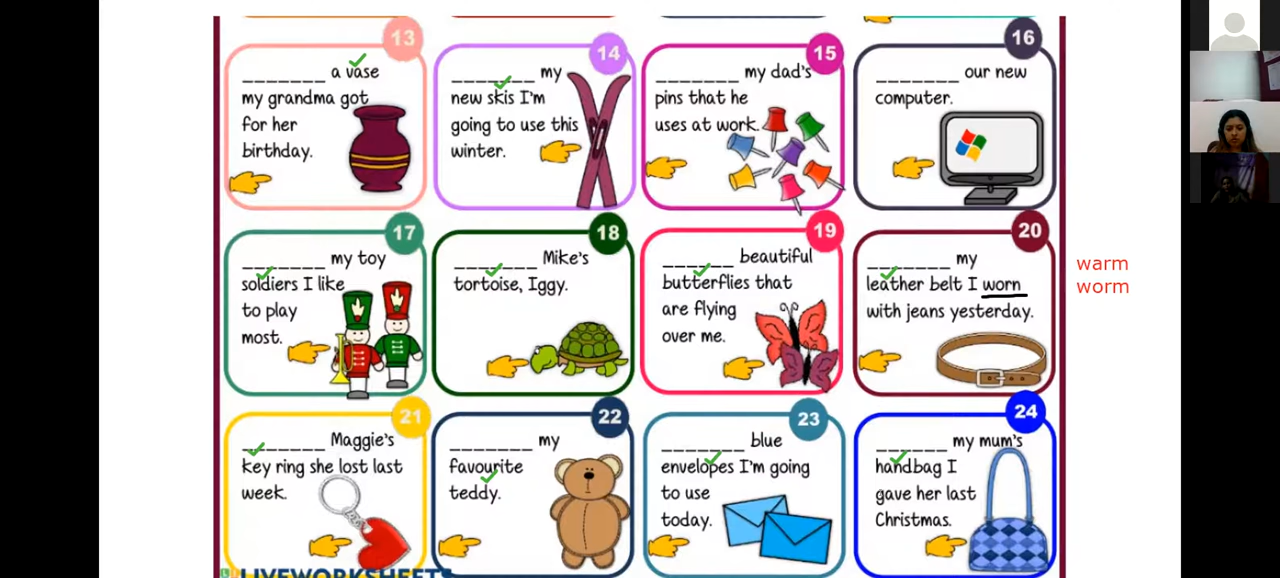 13
_______ a vase
my grandma got
for her
birthday.
14
_______ my
new skis I'm
going to use this
winter.
15
_______ my dad's
pins that he
uses at work.
16
_______ our new
computer.
17
_______ my toy
soldiers I like
to play
most.
18
_______ Mike's
tortoise, Iggy.
19
______ beautiful
butterflies that
are flying
over me.
20
_______ my
leather belt I worn
with jeans yesterday.
warm
worm
21
_______ Maggie's
key ring she lost last
week.
22
_______ my
favourite
teddy.
23
_______ blue
envelopes I'm going
to use
today.
24
______ my mum's
handbag I
gave her last
Christmas.
LIVEWORKSHEETS